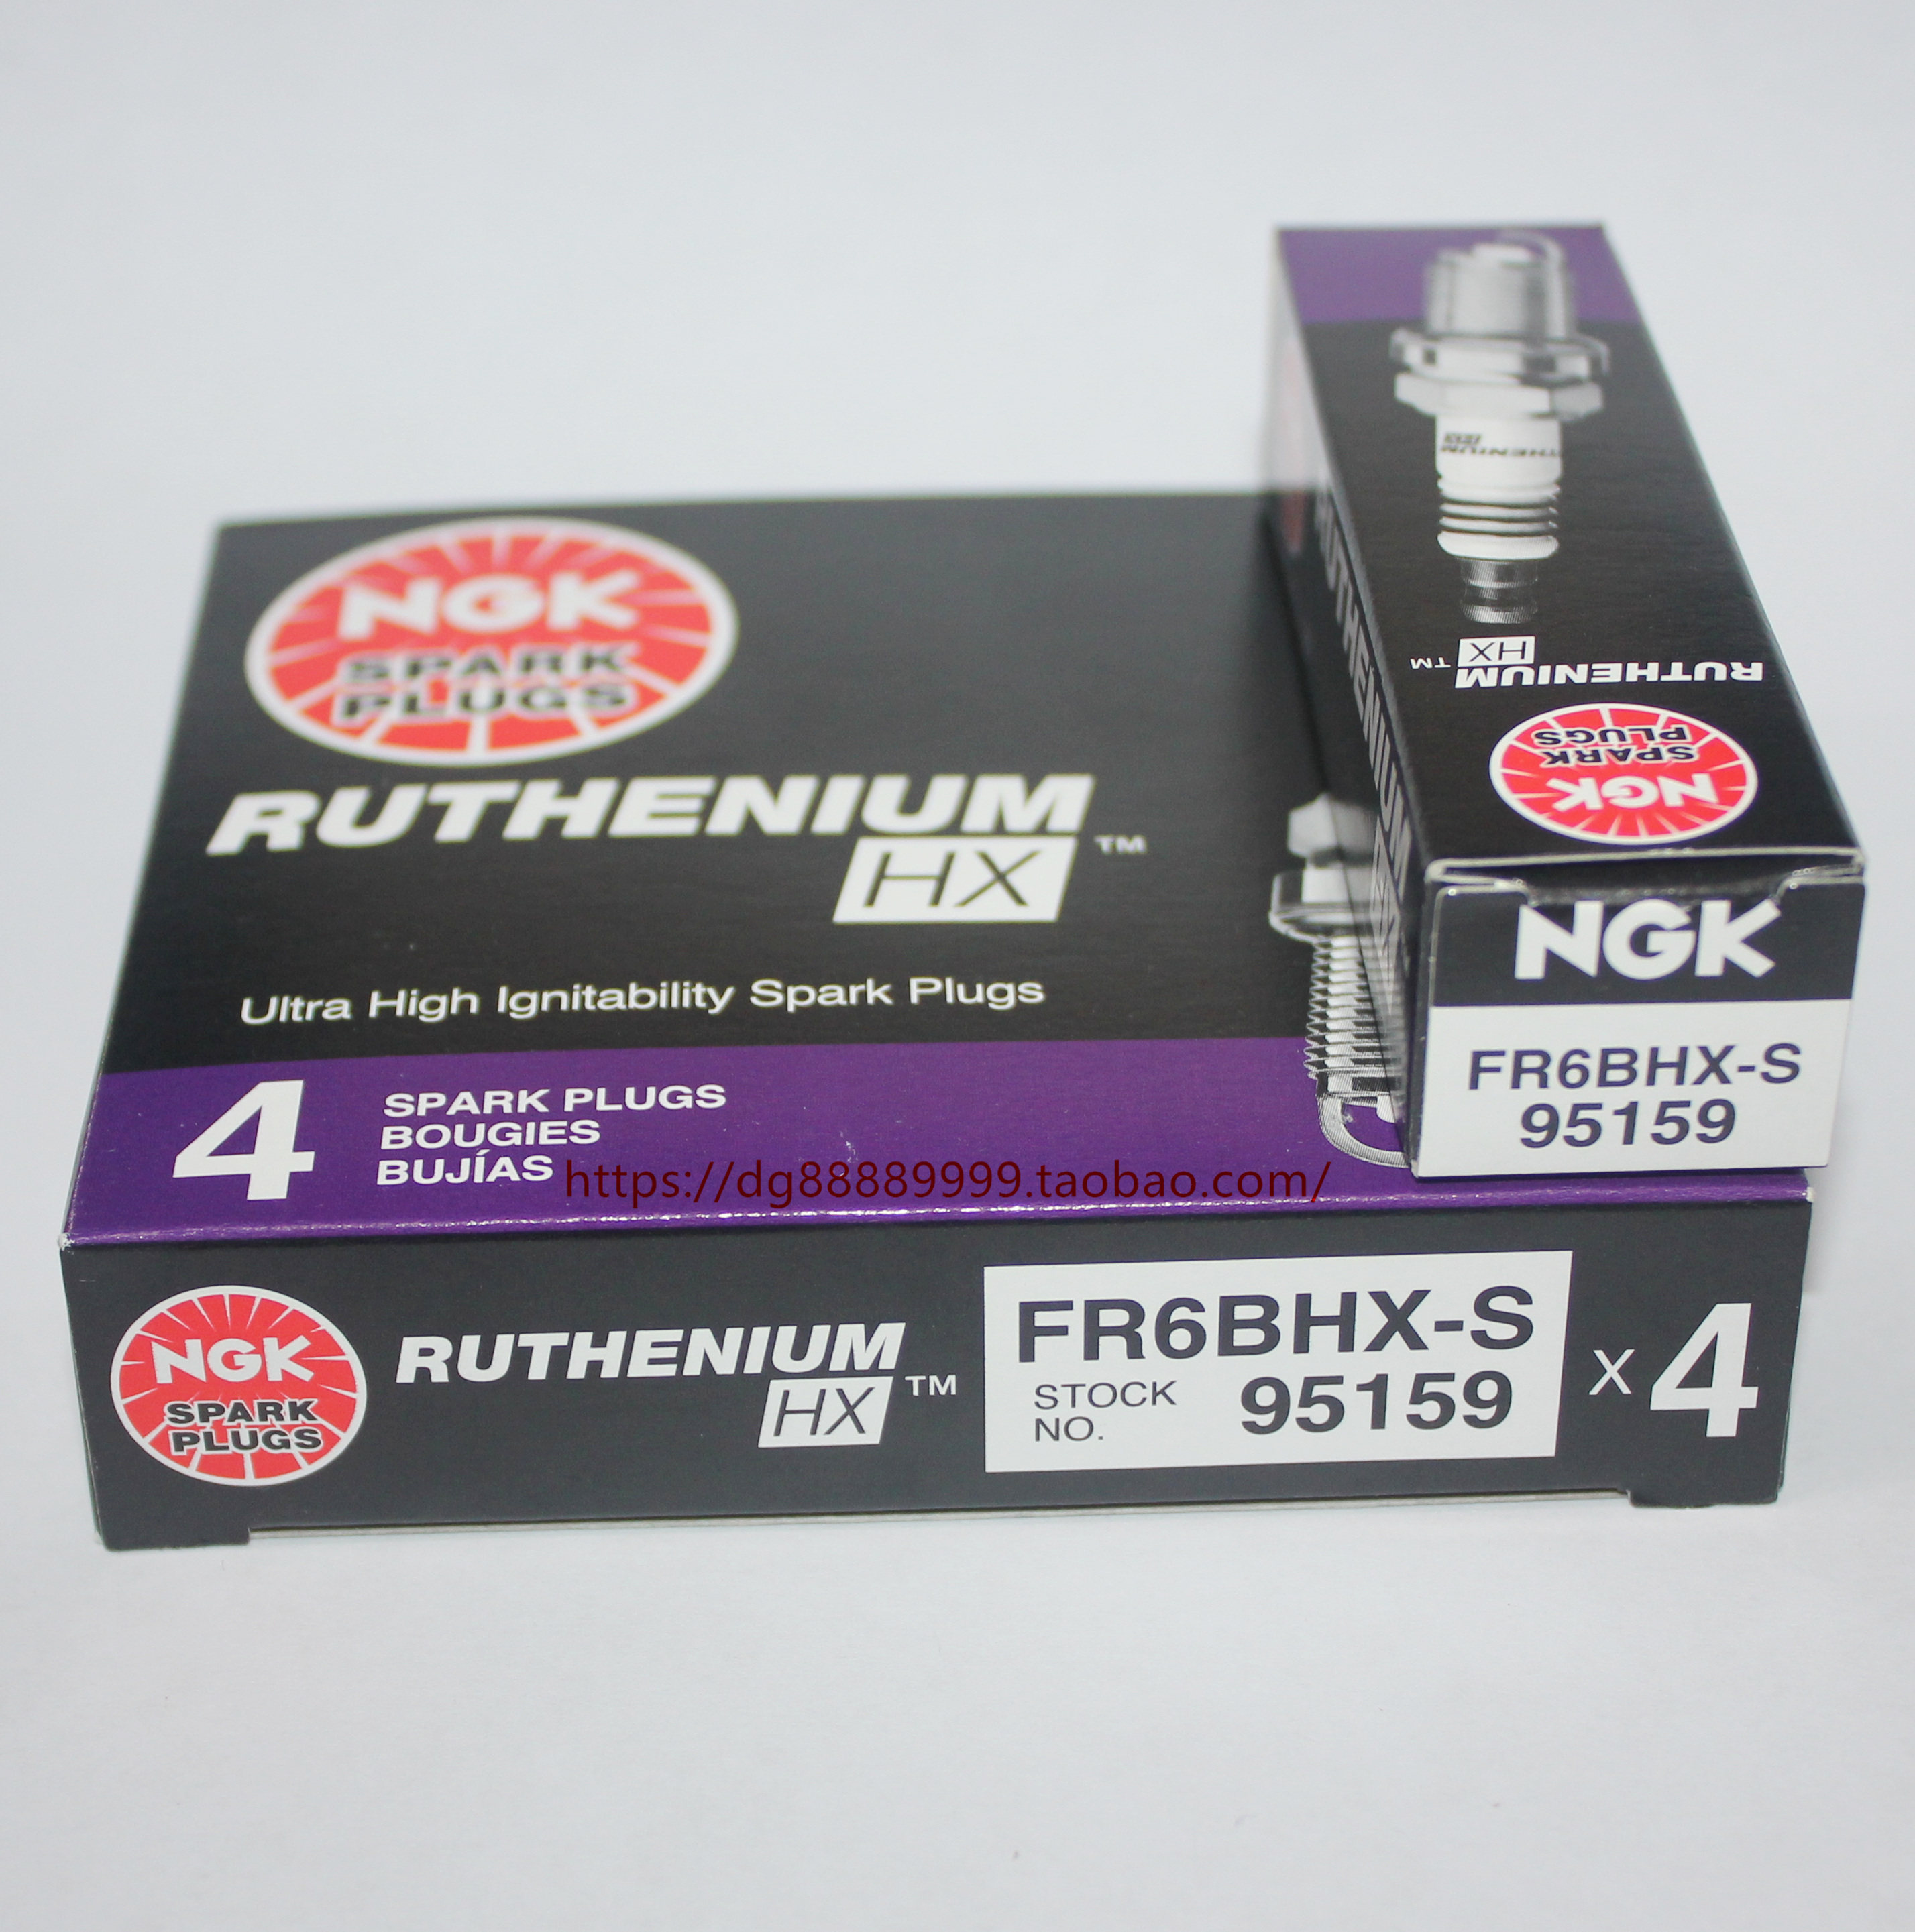 NGK
SPARK
PLUGS
RUTHENIUM
HX ™
Ultra High Ignitability Spark Plugs
4
SPARK PLUGS
BOUGIES
BUJÍAS
https://dg88889999.taobao.com/
NGK
SPARK
PLUGS
RUTHENIUM
HX ™
FR6BHX-S
STOCK
NO. 95159
x 4
RUTHENIUM
RUTHENIUM
HX ™
NGK
SPARK
PLUGS
RUTHENIUM
NGK
FR6BHX-S
95159